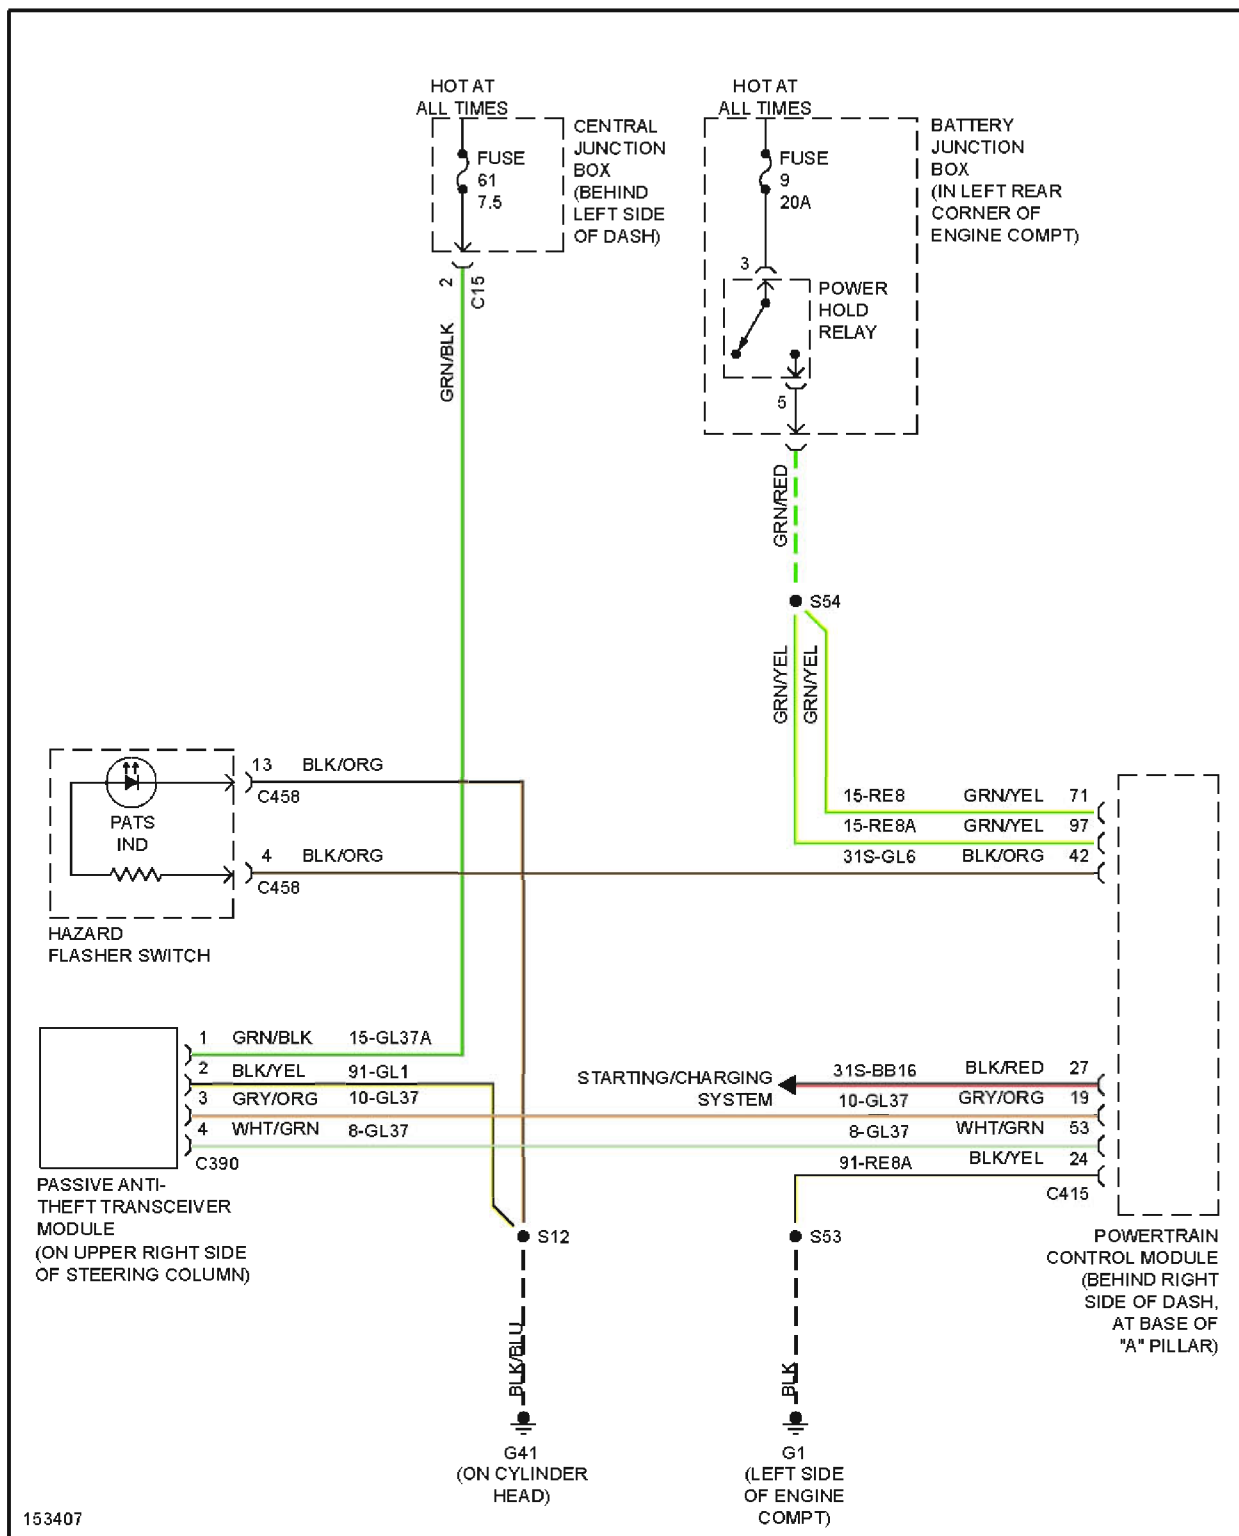 HOT AT
ALL TIMES
FUSE
61
7.5
CENTRAL
JUNCTION
BOX
(BEHIND
LEFT SIDE
OF DASH)
2
C15
GRN/BLK
HOT AT
ALL TIMES
FUSE
9
20A
BATTERY
JUNCTION
BOX
(IN LEFT REAR
CORNER OF
ENGINE COMPT)
3
POWER
HOLD
RELAY
5
GRN/RED
S54
GRN/YEL
GRN/YEL
13 BLK/ORG
C458
PATS
IND
4 BLK/ORG
C458
HAZARD
FLASHER SWITCH
15-RE8 GRN/YEL 71
15-RE8A GRN/YEL 97
31S-GL6 BLK/ORG 42
1 GRN/BLK 15-GL37A
2 BLK/YEL 91-GL1
3 GRY/ORG 10-GL37
4 WHT/GRN 8-GL37
C390
PASSIVE ANTI-
THEFT TRANSCEIVER
MODULE
(ON UPPER RIGHT SIDE
OF STEERING COLUMN)
STARTING/CHARGING
SYSTEM
31S-BB16 BLK/RED 27
10-GL37 GRY/ORG 19
8-GL37 WHT/GRN 53
91-RE8A BLK/YEL 24
C415
POWERTRAIN
CONTROL MODULE
(BEHIND RIGHT
SIDE OF DASH,
AT BASE OF
"A" PILLAR)
S12
BLK/BLU
G41
(ON CYLINDER
HEAD)
S53
BLK
G1
(LEFT SIDE
OF ENGINE
COMPT)
153407